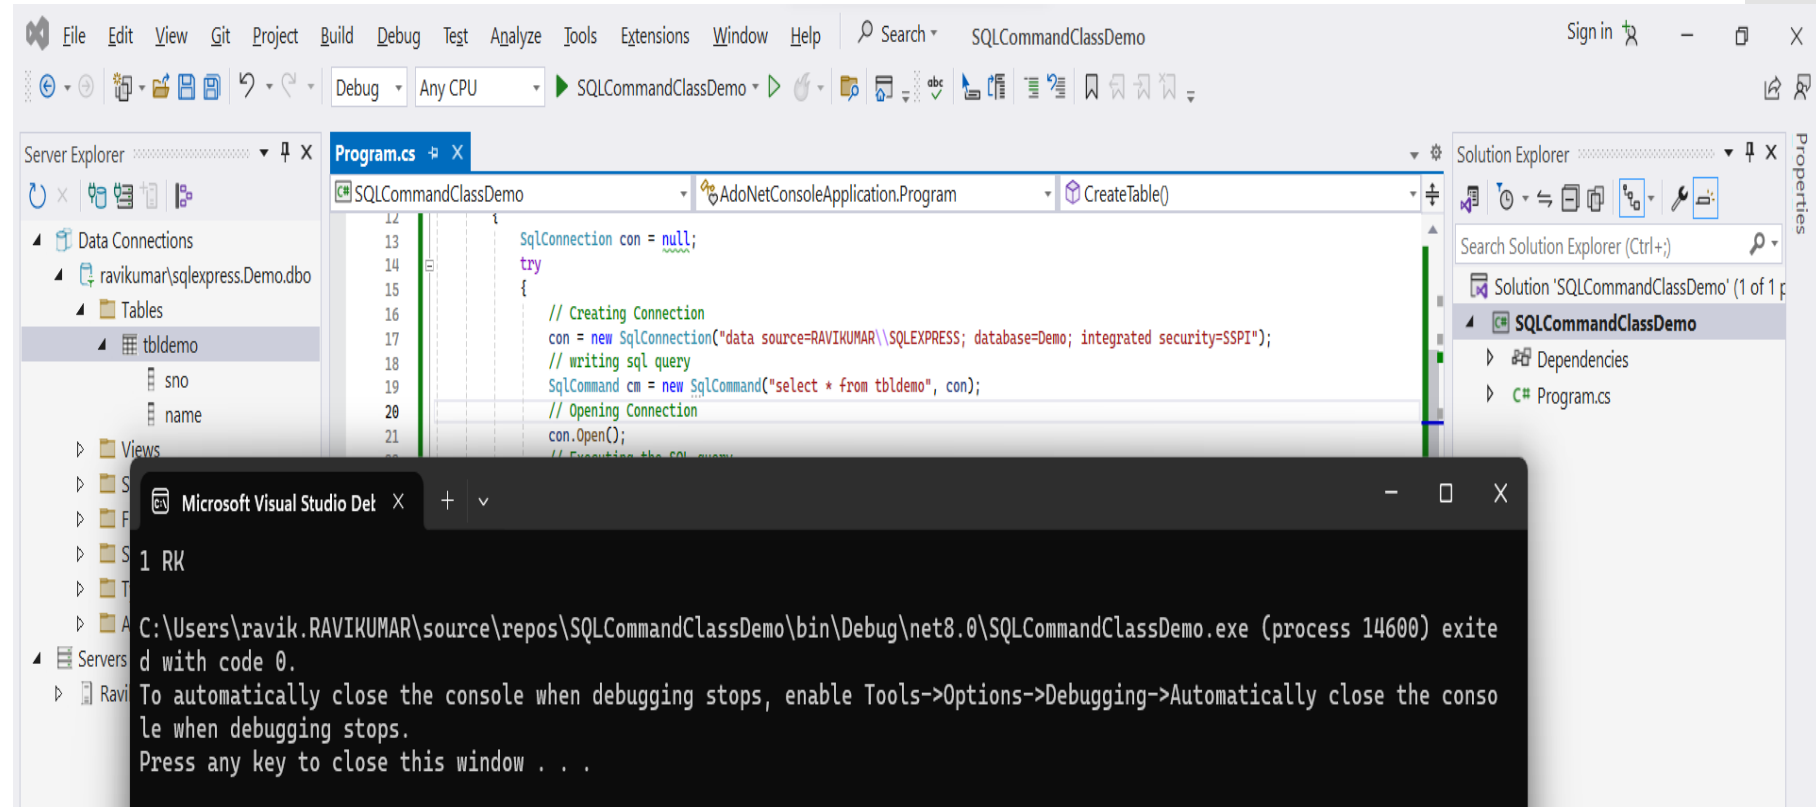 File Edit View Git Project Build Debug Test Analyze Tools Extensions Window Help Search SQLCommandClassDemo Sign in
Debug Any CPU SQLCommandClassDemo
Server Explorer
Data Connections
ravikumar\sqlexpress.Demo.dbo
Tables
tbldemo
sno
name
Views
S
F
S
T
A
Servers
Ravi
Program.cs
SQLCommandClassDemo AdoNetConsoleApplication.Program CreateTable()
12 {
13 SqlConnection con = null;
14 try
15 {
16 // Creating Connection
17 con = new SqlConnection("data source=RAVIKUMAR\\SQLEXPRESS; database=Demo; integrated security=SSPI");
18 // writing sql query
19 SqlCommand cm = new SqlCommand("select * from tbldemo", con);
20 // Opening Connection
21 con.Open();
// Executing the SQL query
Solution Explorer
Search Solution Explorer (Ctrl+;)
Solution 'SQLCommandClassDemo' (1 of 1 p
SQLCommandClassDemo
Dependencies
C# Program.cs
Properties
Microsoft Visual Studio Det
1 RK
C:\Users\ravik.RAVIKUMAR\source\repos\SQLCommandClassDemo\bin\Debug\net8.0\SQLCommandClassDemo.exe (process 14600) exite
d with code 0.
To automatically close the console when debugging stops, enable Tools->Options->Debugging->Automatically close the conso
le when debugging stops.
Press any key to close this window . . .